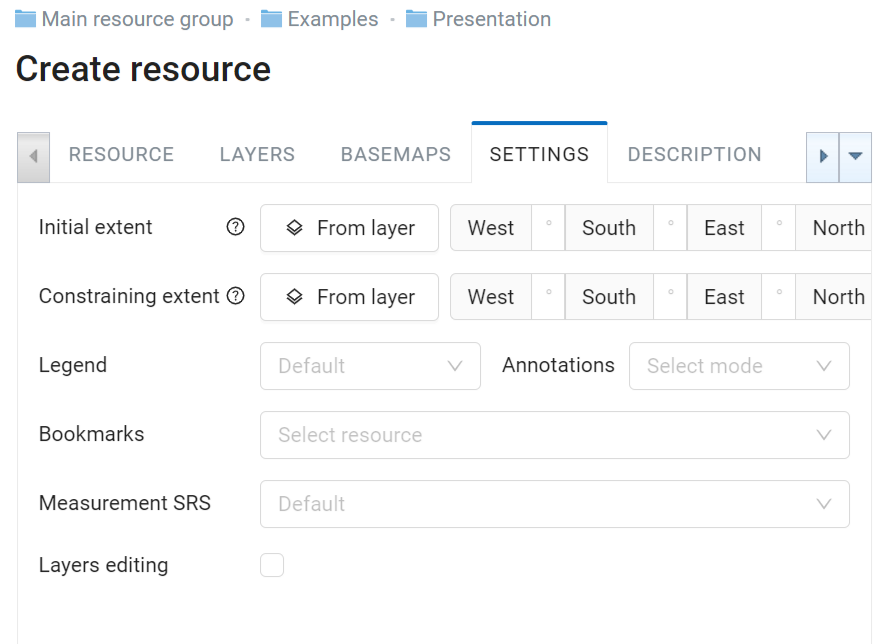 Main resource group · Examples · Presentation
Create resource
RESOURCE LAYERS BASEMAPS SETTINGS DESCRIPTION
Initial extent ? From layer West ° South ° East ° North
Constraining extent ? From layer West ° South ° East ° North
Legend Default Annotations Select mode
Bookmarks Select resource
Measurement SRS Default
Layers editing